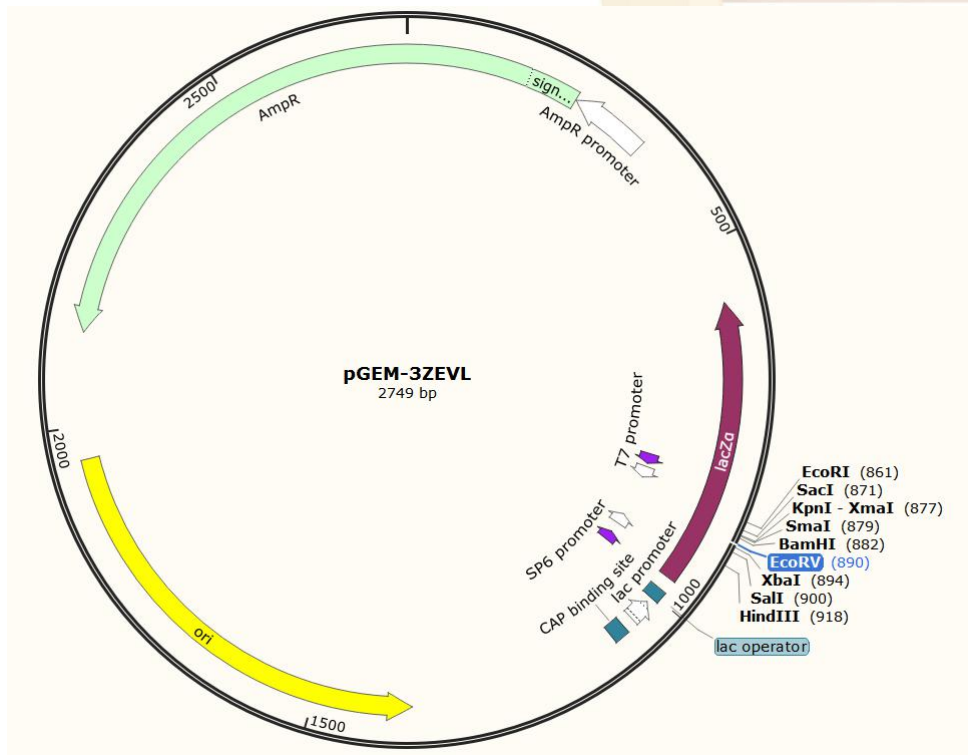 sign...
AmpR promoter
AmpR
2500
500
pGEM-3ZEVL
2749 bp
T7 promoter
lacZα
SP6 promoter
CAP binding site
lac promoter
2000
EcoRI (861)
SacI (871)
KpnI - XmaI (877)
SmaI (879)
BamHI (882)
EcoRV (890)
XbaI (894)
SalI (900)
HindIII (918)
1000
lac operator
ori
1500